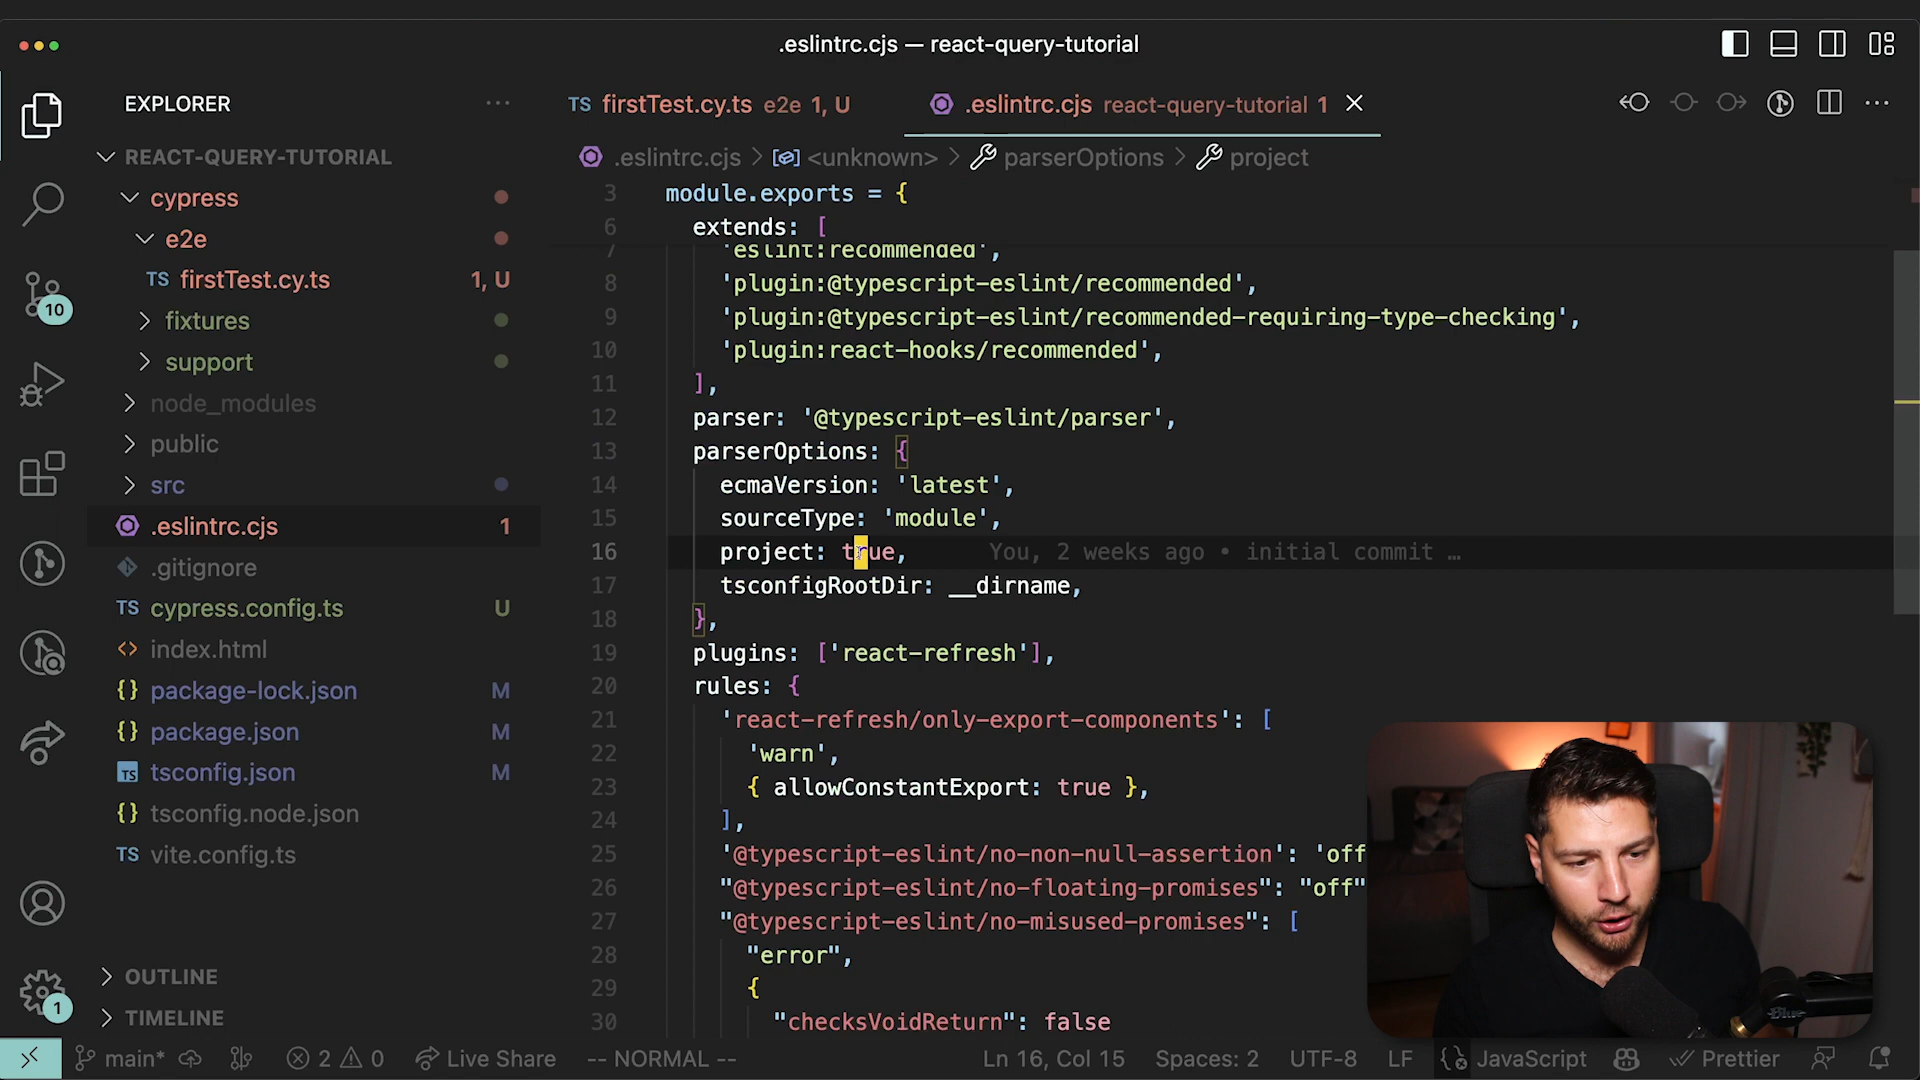 .eslintrc.cjs — react-query-tutorial
EXPLORER
REACT-QUERY-TUTORIAL
cypress
e2e
TS firstTest.cy.ts 1, U
fixtures
support
node_modules
public
src
.eslintrc.cjs 1
.gitignore
TS cypress.config.ts U
<> index.html
{} package-lock.json M
{} package.json M
TS tsconfig.json M
{} tsconfig.node.json
TS vite.config.ts
OUTLINE
TIMELINE
10
1
TS firstTest.cy.ts e2e 1, U
.eslintrc.cjs react-query-tutorial 1
.eslintrc.cjs > <unknown> > parserOptions > project
3 module.exports = {
6 extends: [
7 'eslint:recommended',
8 'plugin:@typescript-eslint/recommended',
9 'plugin:@typescript-eslint/recommended-requiring-type-checking',
10 'plugin:react-hooks/recommended',
11 ],
12 parser: '@typescript-eslint/parser',
13 parserOptions: {
14 ecmaVersion: 'latest',
15 sourceType: 'module',
16 project: true, You, 2 weeks ago • initial commit …
17 tsconfigRootDir: __dirname,
18 },
19 plugins: ['react-refresh'],
20 rules: {
21 'react-refresh/only-export-components': [
22 'warn',
23 { allowConstantExport: true },
24 ],
25 '@typescript-eslint/no-non-null-assertion': 'off
26 "@typescript-eslint/no-floating-promises": "off"
27 "@typescript-eslint/no-misused-promises": [
28 "error",
29 {
30 "checksVoidReturn": false
Blue
main* 2 0 Live Share -- NORMAL -- Ln 16, Col 15 Spaces: 2 UTF-8 LF JavaScript Prettier